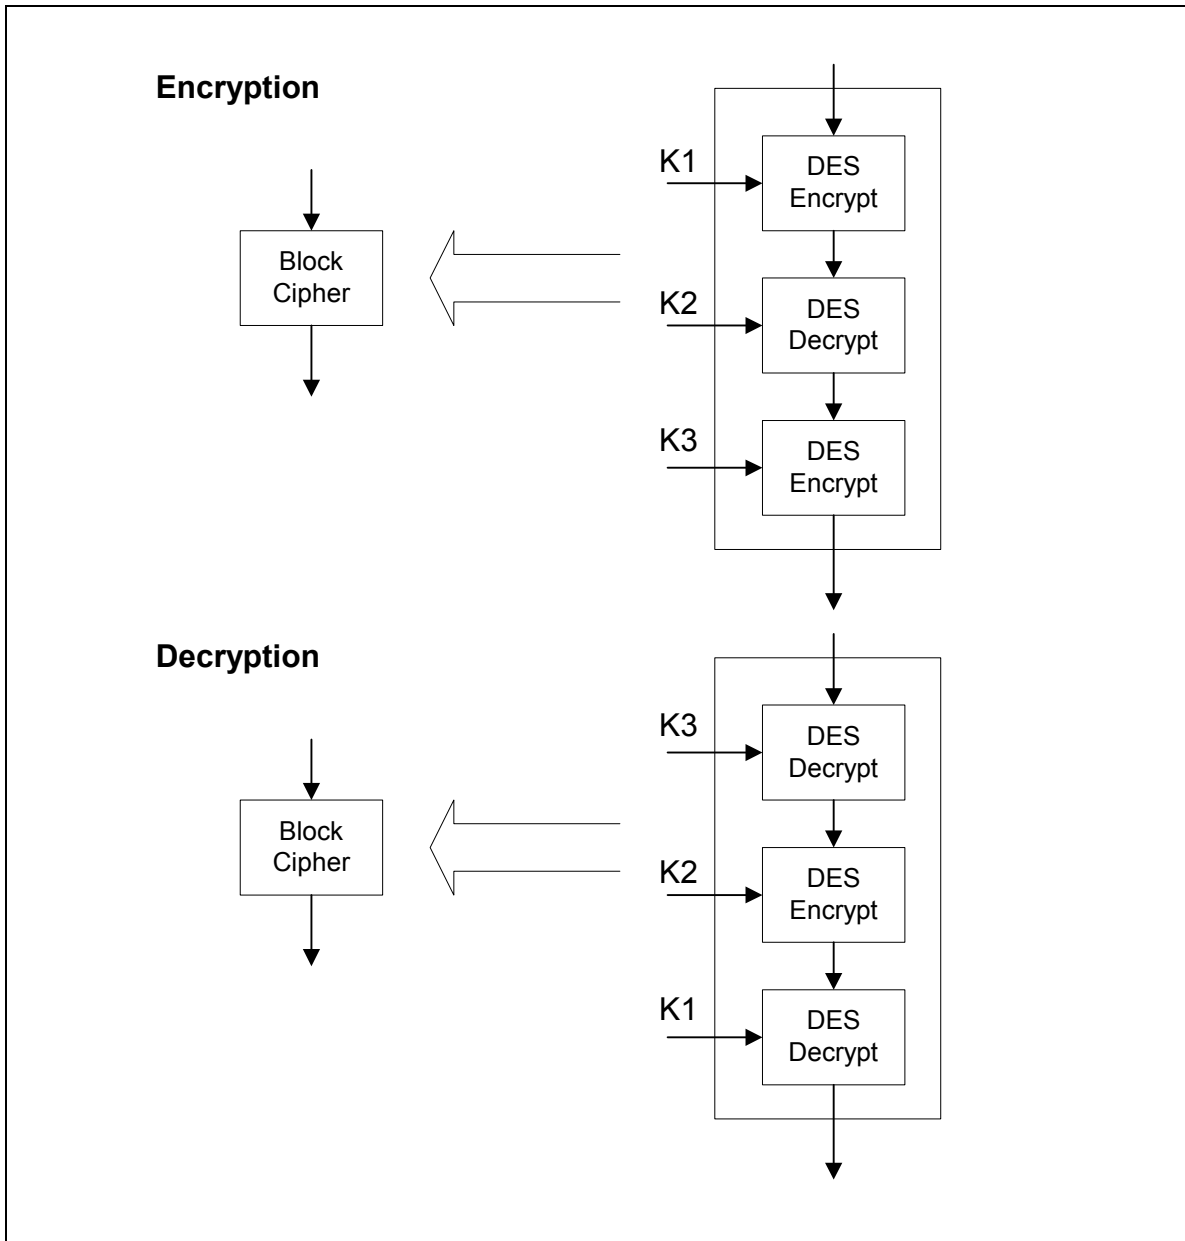 Encryption
K1
DES
Encrypt
Block
Cipher
K2
DES
Decrypt
K3
DES
Encrypt
Decryption
K3
DES
Decrypt
Block
Cipher
K2
DES
Encrypt
K1
DES
Decrypt